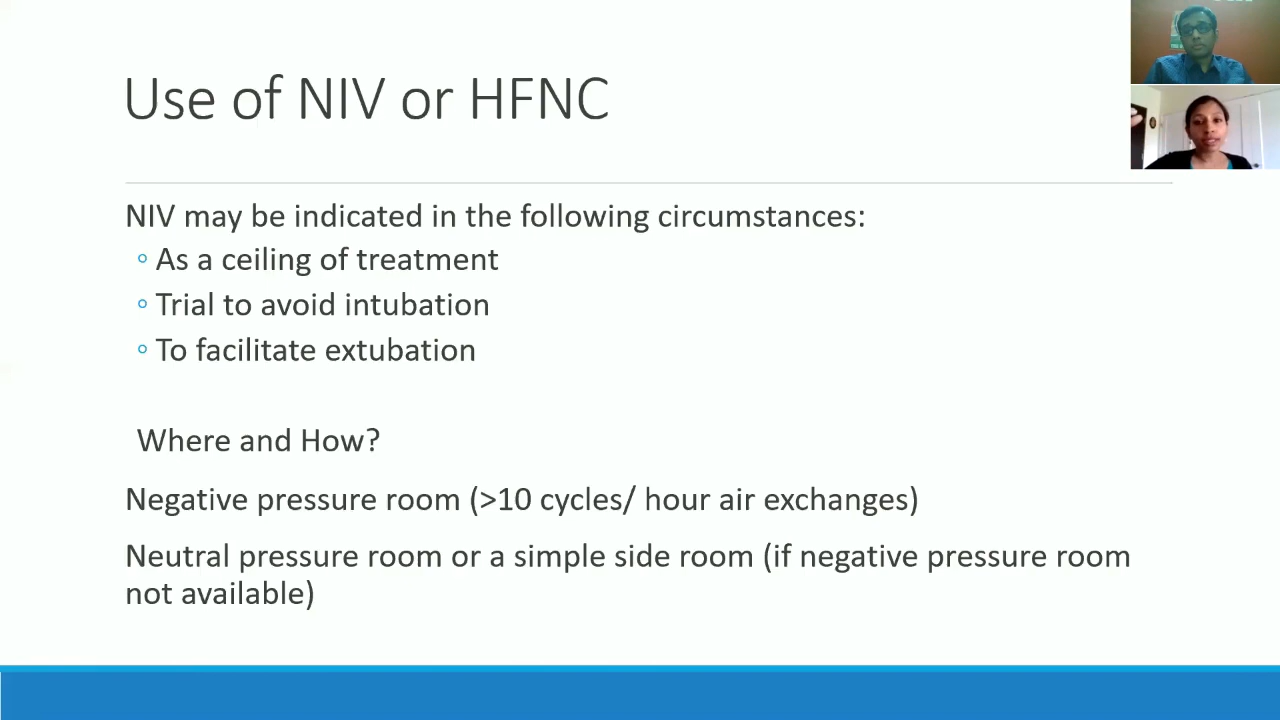 Use of NIV or HFNC
NIV may be indicated in the following circumstances:
As a ceiling of treatment
Trial to avoid intubation
To facilitate extubation
Where and How?
Negative pressure room (>10 cycles/ hour air exchanges)
Neutral pressure room or a simple side room (if negative pressure room
not available)